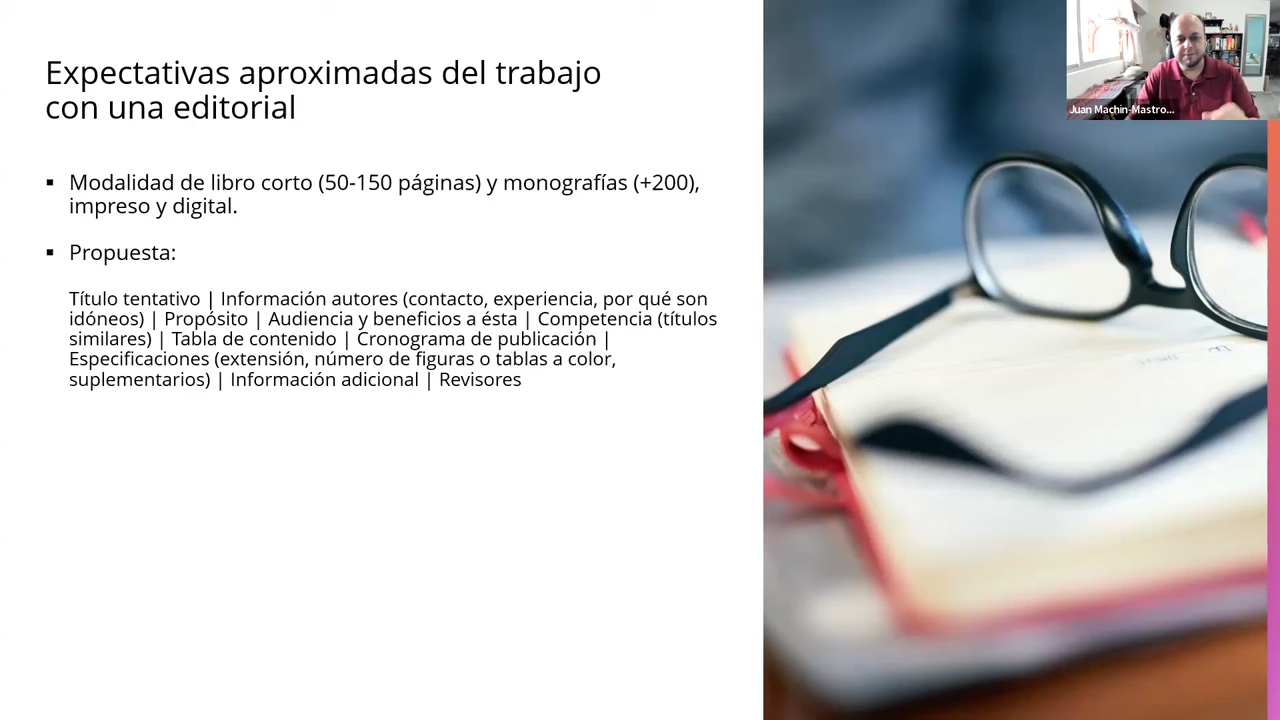 Expectativas aproximadas del trabajo
con una editorial
▪ Modalidad de libro corto (50-150 páginas) y monografías (+200),
impreso y digital.
▪ Propuesta:
Título tentativo | Información autores (contacto, experiencia, por qué son
idóneos) | Propósito | Audiencia y beneficios a ésta | Competencia (títulos
similares) | Tabla de contenido | Cronograma de publicación |
Especificaciones (extensión, número de figuras o tablas a color,
suplementarios) | Información adicional | Revisores
Juan Machin-Mastro...